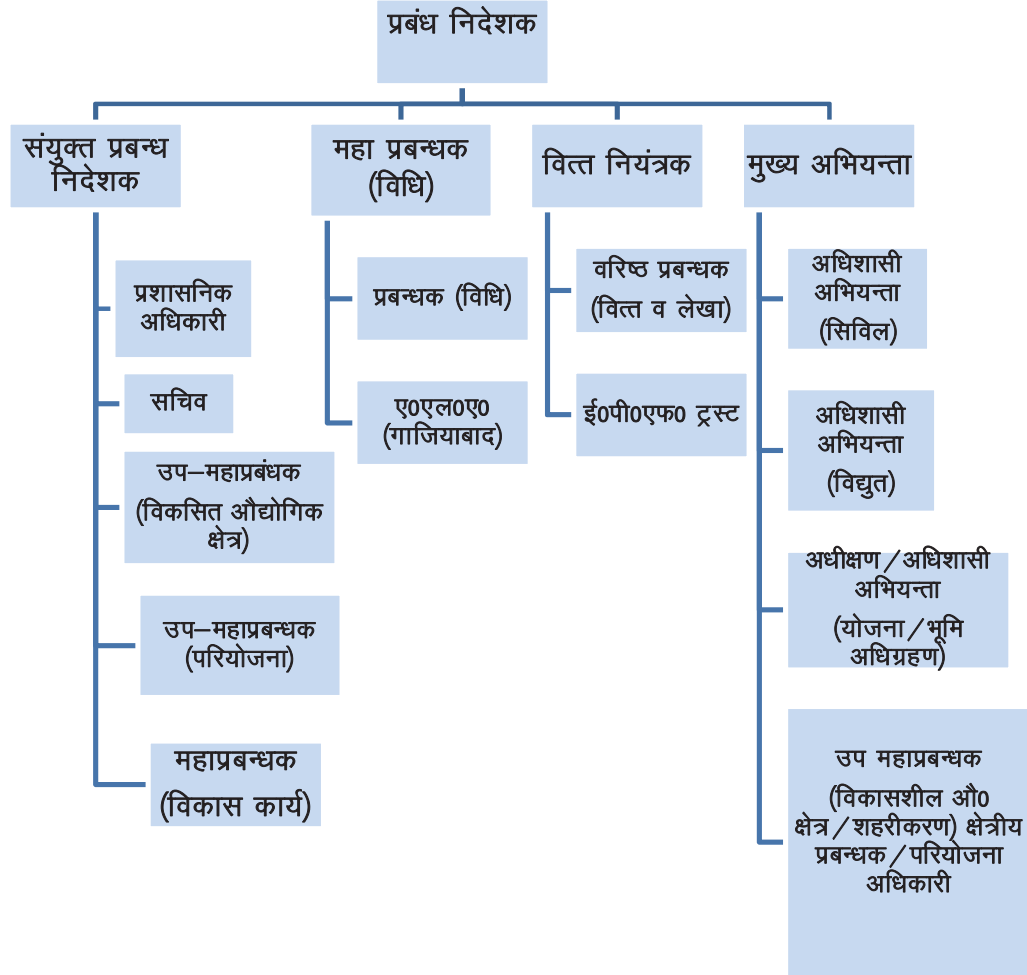 प्रबंध निदेशक
संयुक्त प्रबन्ध
निदेशक
प्रशासनिक
अधिकारी
सचिव
उप–महाप्रबंधक
(विकसित औद्योगिक
क्षेत्र)
उप–महाप्रबन्धक
(परियोजना)
महाप्रबन्धक
(विकास कार्य)
महा प्रबन्धक
(विधि)
प्रबन्धक (विधि)
ए0एल0ए0
(गाजियाबाद)
वित्त नियंत्रक
वरिष्ठ प्रबन्धक
(वित्त व लेखा)
ई0पी0एफ0 ट्रस्ट
मुख्य अभियन्ता
अधिशासी
अभियन्ता
(सिविल)
अधिशासी
अभियन्ता
(विद्युत)
अधीक्षण/अधिशासी
अभियन्ता
(योजना/भूमि
अधिग्रहण)
उप महाप्रबन्धक
(विकासशील औ0
क्षेत्र/शहरीकरण) क्षेत्रीय
प्रबन्धक/परियोजना
अधिकारी